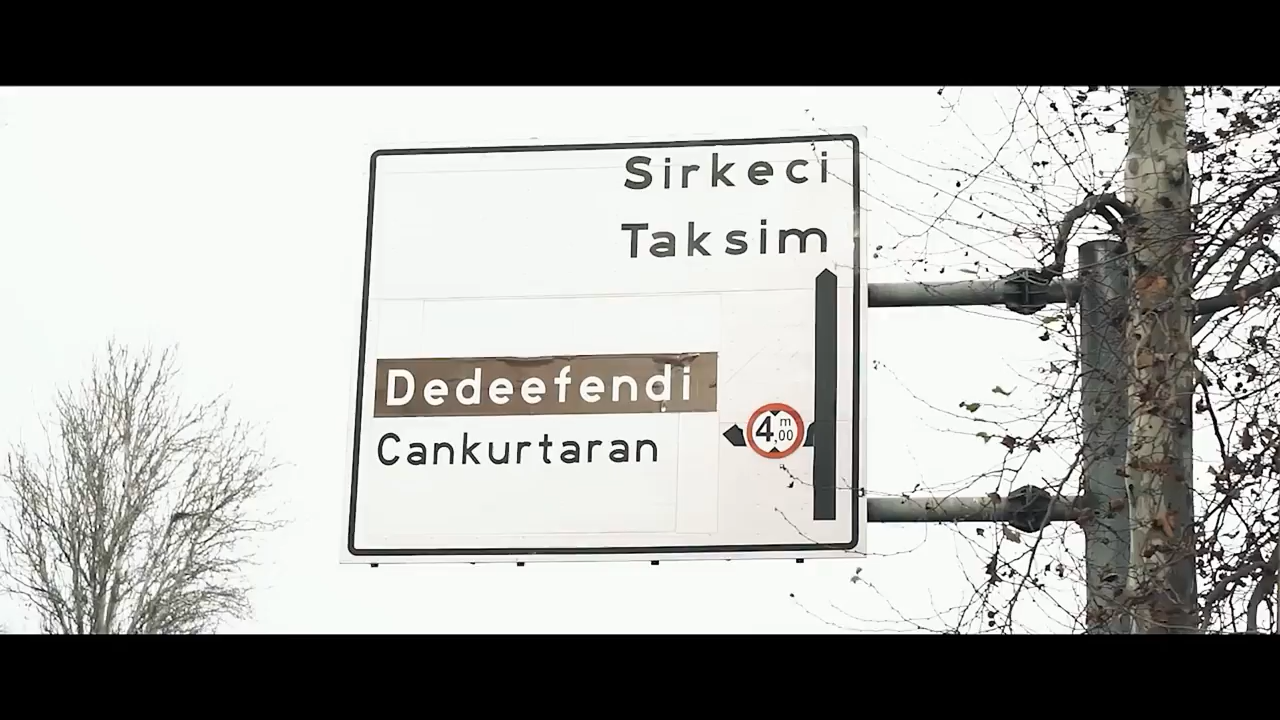 Sirkeci
Taksim
Dedeefendi
Cankurtaran
4 m ,00